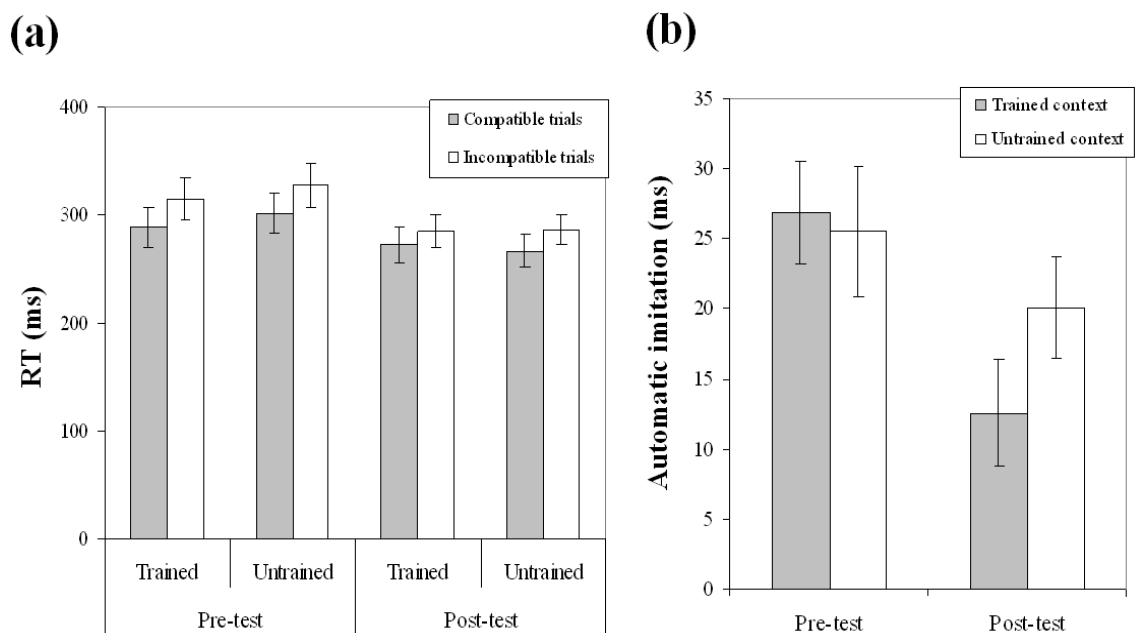 (a)
400
300
200
100
0
RT (ms)
Compatible trials
Incompatible trials
Trained
Untrained
Trained
Untrained
Pre-test
Post-test
(b)
35
30
25
20
15
10
5
0
Automatic imitation (ms)
Trained context
Untrained context
Pre-test
Post-test